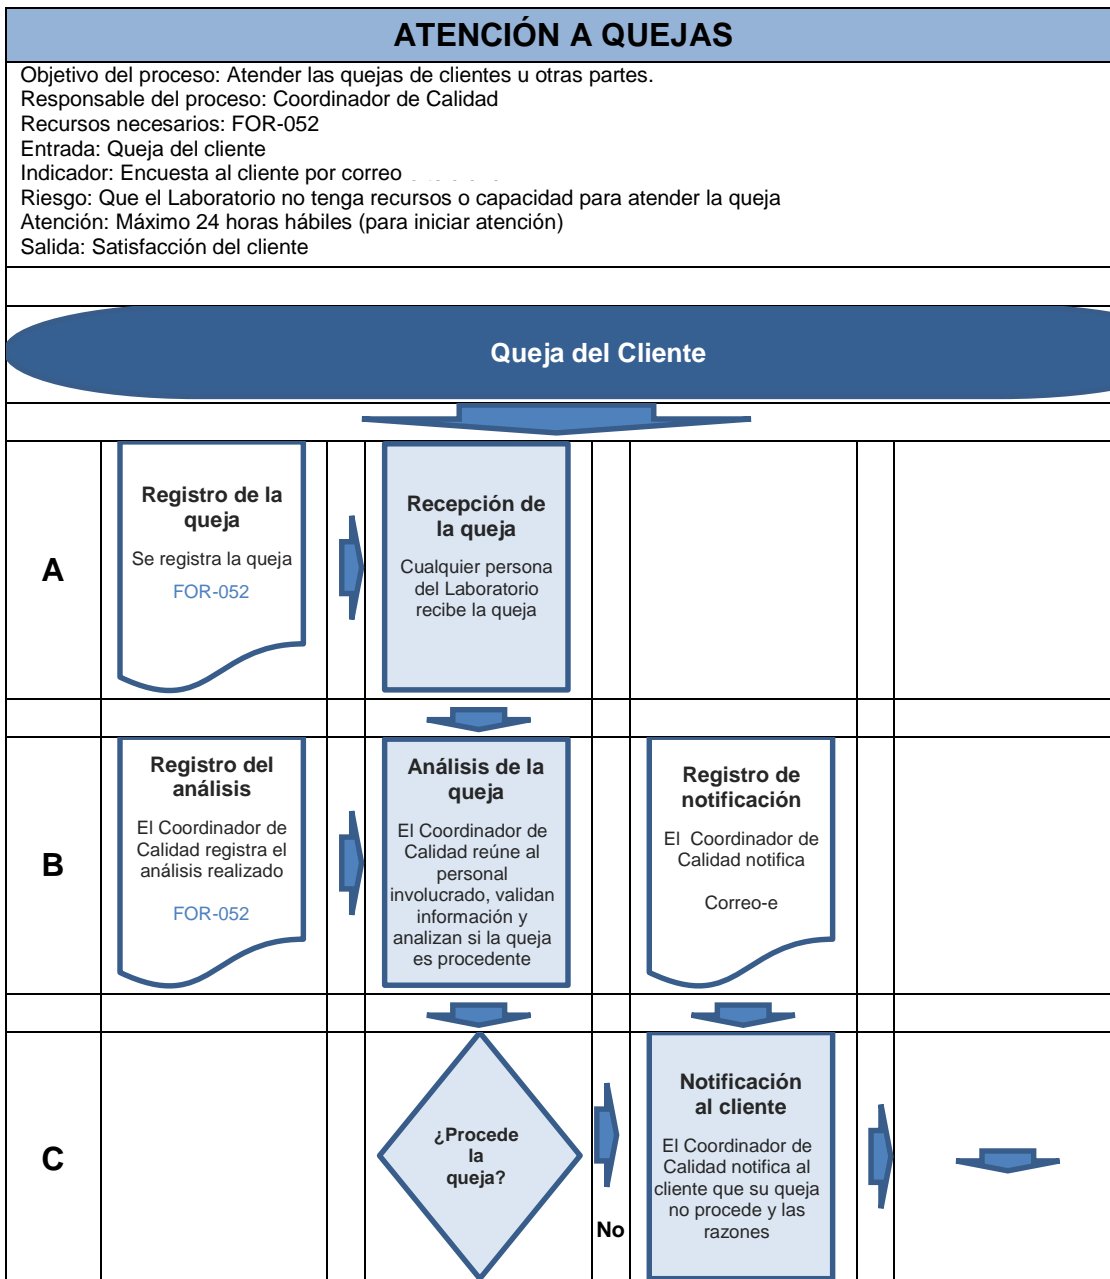 ATENCIÓN A QUEJAS
Objetivo del proceso: Atender las quejas de clientes u otras partes.
Responsable del proceso: Coordinador de Calidad
Recursos necesarios: FOR-052
Entrada: Queja del cliente
Indicador: Encuesta al cliente por correo
Riesgo: Que el Laboratorio no tenga recursos o capacidad para atender la queja
Atención: Máximo 24 horas hábiles (para iniciar atención)
Salida: Satisfacción del cliente
Queja del Cliente
A
Registro de la
queja
Se registra la queja
FOR-052
Recepción de
la queja
Cualquier persona
del Laboratorio
recibe la queja
B
Registro del
análisis
El Coordinador de
Calidad registra el
análisis realizado
FOR-052
Análisis de la
queja
El Coordinador de
Calidad reúne al
personal
involucrado, validan
información y
analizan si la queja
es procedente
Registro de
notificación
El Coordinador de
Calidad notifica
Correo-e
C
¿Procede
la
queja?
No
Notificación
al cliente
El Coordinador de
Calidad notifica al
cliente que su queja
no procede y las
razones